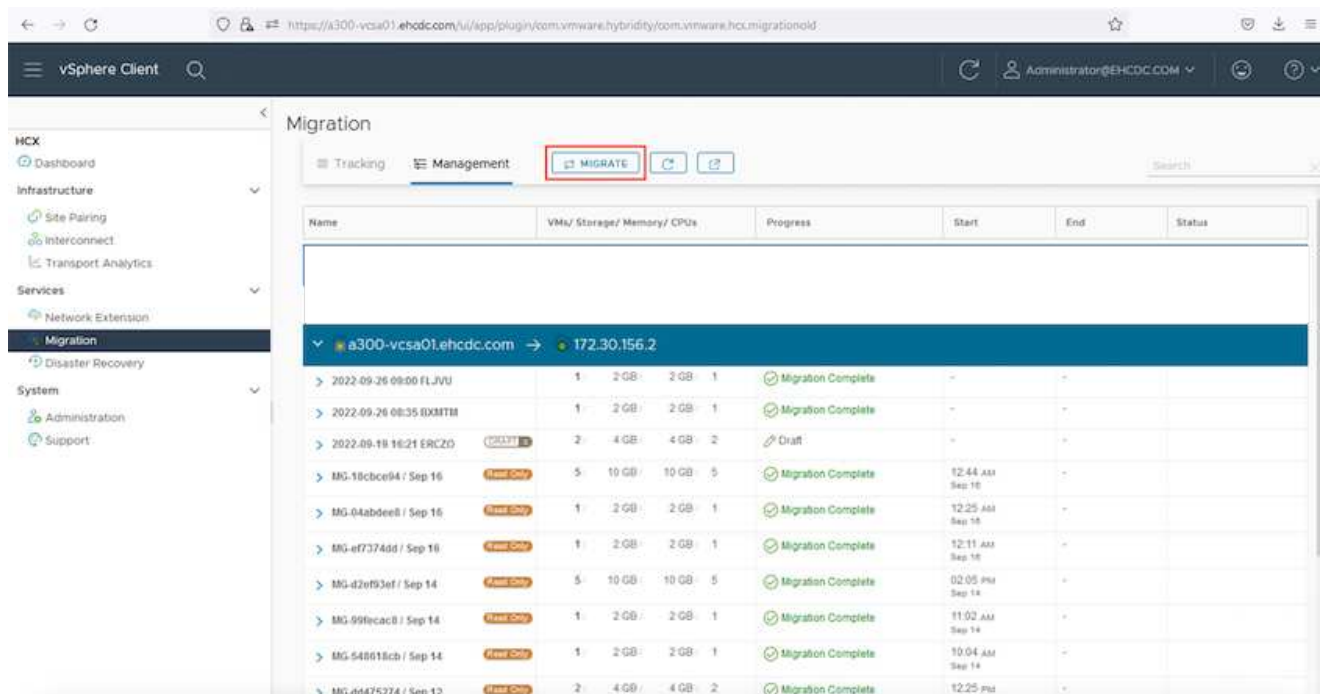 https://a300-vcsa01.ehcdc.com/ui/app/plugin/com.vmware.hybridity/com.vmware.hcx.migrationold
vSphere Client
Administrator@EHCDC.COM
Migration
HCX
Dashboard
Infrastructure
Site Pairing
Interconnect
Transport Analytics
Services
Network Extension
Migration
Disaster Recovery
System
Administration
Support
Tracking Management MIGRATE Search
Name VMs/ Storage/ Memory/ CPUs Progress Start End Status
a300-vcsa01.ehcdc.com → 172.30.156.2
2022-09-26 09:00 FLJVU 1 2 GB 2 GB 1 Migration Complete - -
2022-09-26 08:35 BXMTM 1 2 GB 2 GB 1 Migration Complete - -
2022-09-19 16:21 ERCZO DRAFT 2 4 GB 4 GB 2 Draft - -
MG-18cbce94 / Sep 16 Read Only 5 10 GB 10 GB 5 Migration Complete 12:44 AM -
Sep 16
MG-04abdee8 / Sep 16 Read Only 1 2 GB 2 GB 1 Migration Complete 12:25 AM -
Sep 16
MG-ef7374dd / Sep 16 Read Only 1 2 GB 2 GB 1 Migration Complete 12:11 AM -
Sep 16
MG-d2ef93ef / Sep 14 Read Only 5 10 GB 10 GB 5 Migration Complete 02:05 PM -
Sep 14
MG-99fecac8 / Sep 14 Read Only 1 2 GB 2 GB 1 Migration Complete 11:02 AM -
Sep 14
MG-548618cb / Sep 14 Read Only 1 2 GB 2 GB 1 Migration Complete 10:04 AM -
Sep 14
MG-dd475274 / Sep 12 Read Only 2 4 GB 4 GB 2 Migration Complete 12:25 PM -